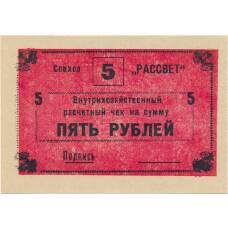 Совхоз 5 „РАССВЕТ"
5 Внутрихозяйственный 5
расчетный чек на сумму
ПЯТЬ РУБЛЕЙ
Подпись